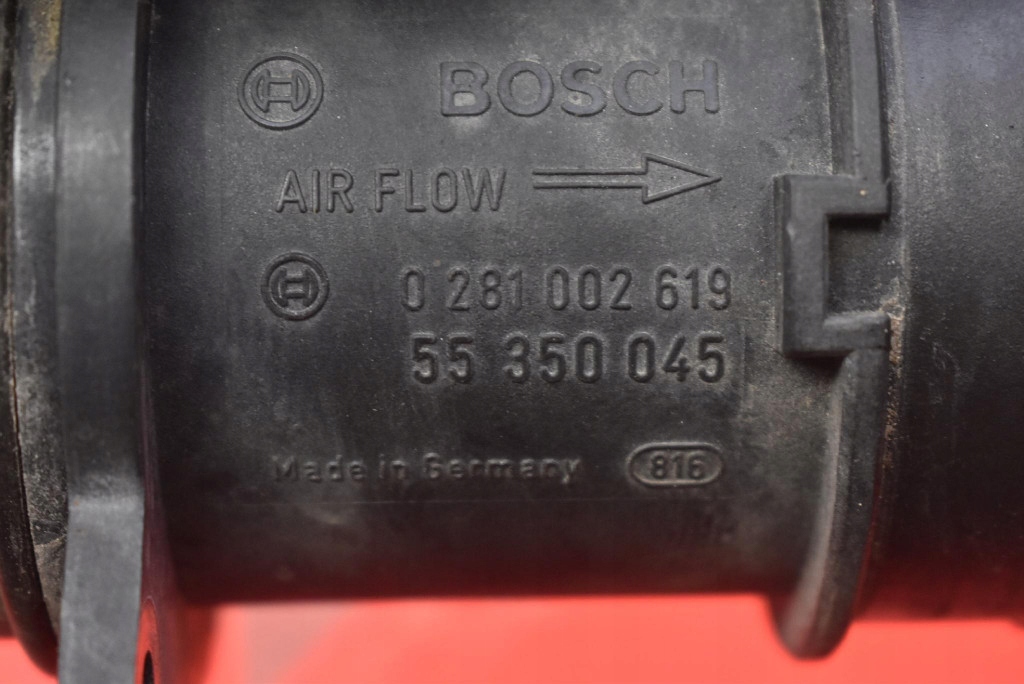 BOSCH
AIR FLOW
0 281 002 619
55 350 045
Made in Germany 816